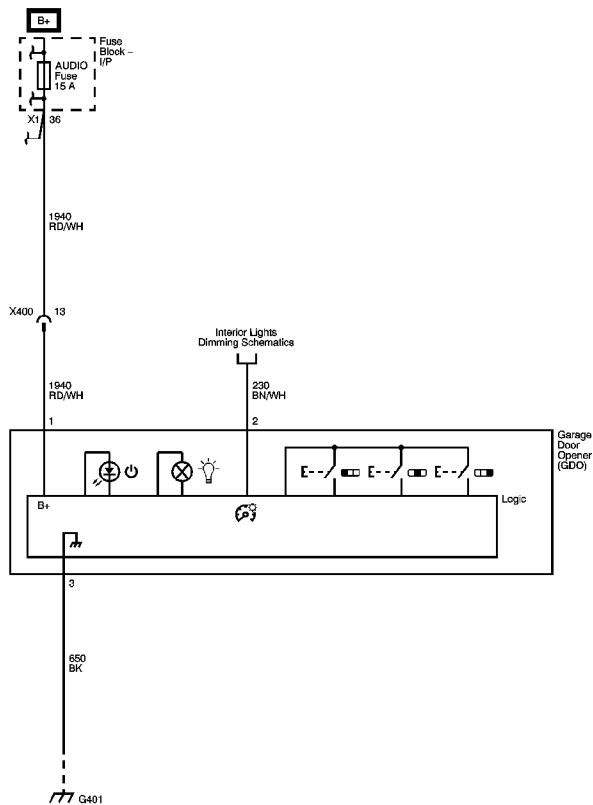 B+
Fuse
Block –
I/P
AUDIO
Fuse
15 A
X1 36
1940
RD/WH
X400 13
Interior Lights
Dimming Schematics
1940
RD/WH
230
BN/WH
1
2
Garage
Door
Opener
(GDO)
Logic
B+
3
650
BK
G401